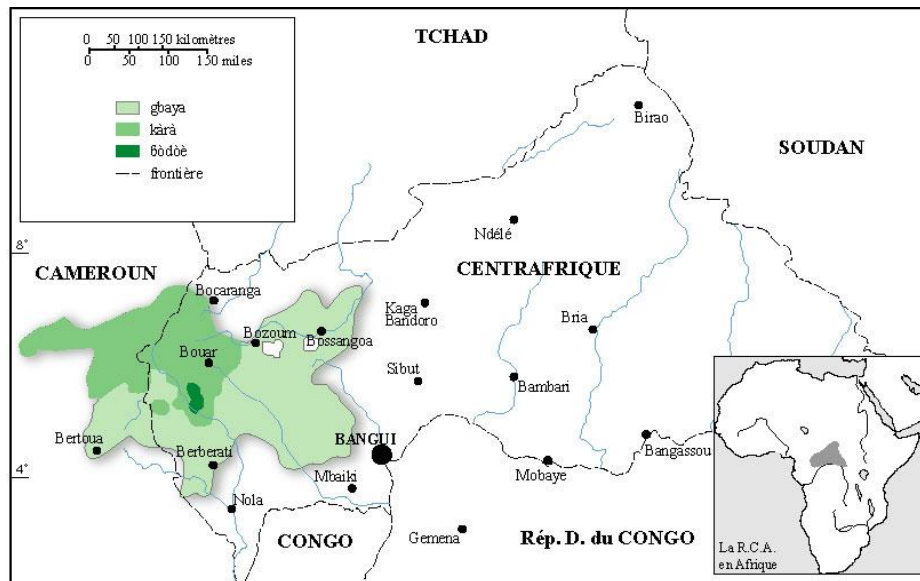 0 50 100 150 kilomètres
0 50 100 150 miles
gbaya
kàrà
ɓòdòè
frontière
TCHAD
Birao
SOUDAN
Ndélé
8°
CAMEROUN
CENTRAFRIQUE
Bocaranga
Kaga
Bandoro
Bria
Bozoum
Bossangoa
Bouar
Sibut
Bambari
Bertoua
BANGUI
Bangassou
Berberati
Mobaye
4°
Mbaiki
Nola
Gemena
CONGO
Rép. D. du CONGO
La R.C.A.
en Afrique